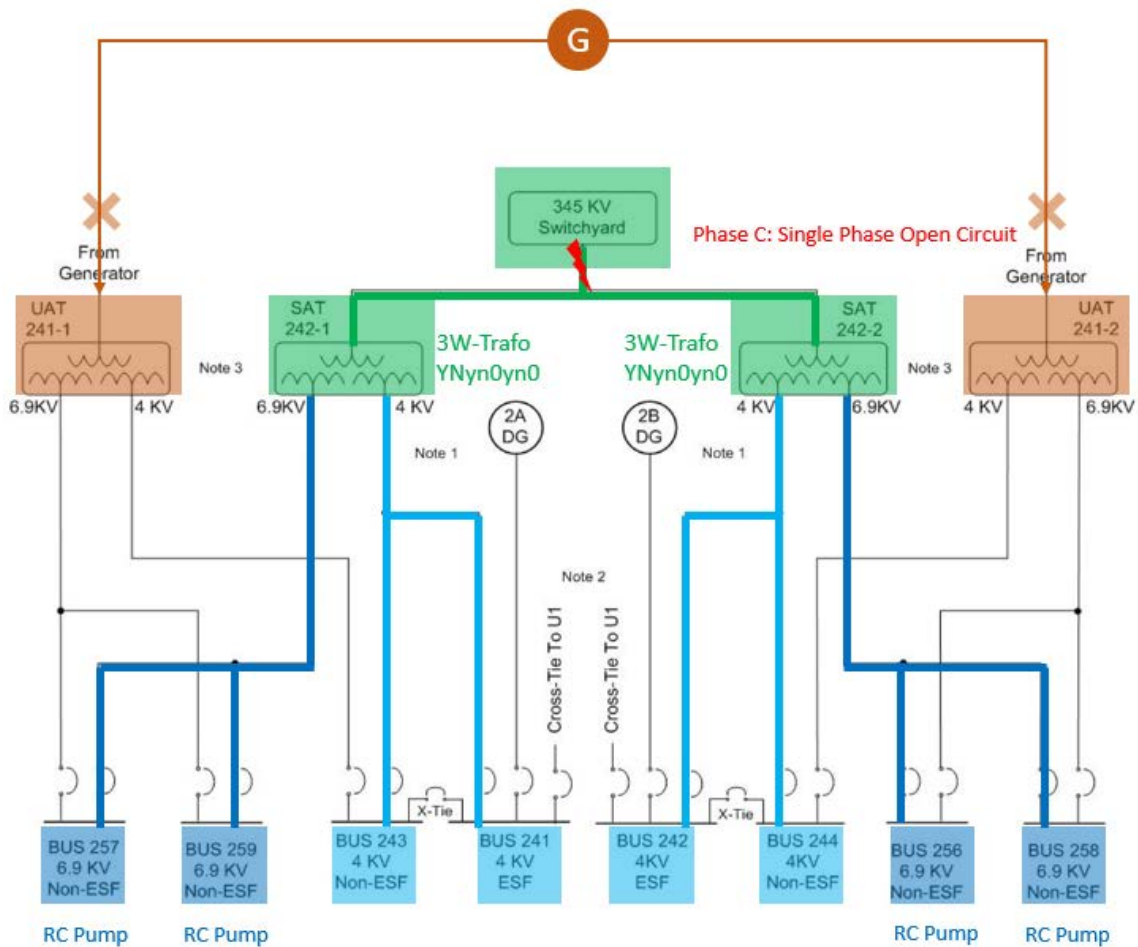 G
345 KV
Switchyard
Phase C: Single Phase Open Circuit
From
Generator
From
Generator
UAT
241-1
SAT
242-1
SAT
242-2
UAT
241-2
3W-Trafo
YNyn0yn0
3W-Trafo
YNyn0yn0
Note 3
Note 3
6.9KV
4 KV
6.9KV
4 KV
4 KV
6.9KV
4 KV
6.9KV
2A
DG
2B
DG
Note 1
Note 1
Note 2
Cross-Tie To U1
Cross-Tie To U1
X-Tie
X-Tie
BUS 257
6.9 KV
Non-ESF
BUS 259
6.9 KV
Non-ESF
BUS 243
4 KV
Non-ESF
BUS 241
4 KV
ESF
BUS 242
4KV
ESF
BUS 244
4KV
Non-ESF
BUS 256
6.9 KV
Non-ESF
BUS 258
6.9 KV
Non-ESF
RC Pump
RC Pump
RC Pump
RC Pump